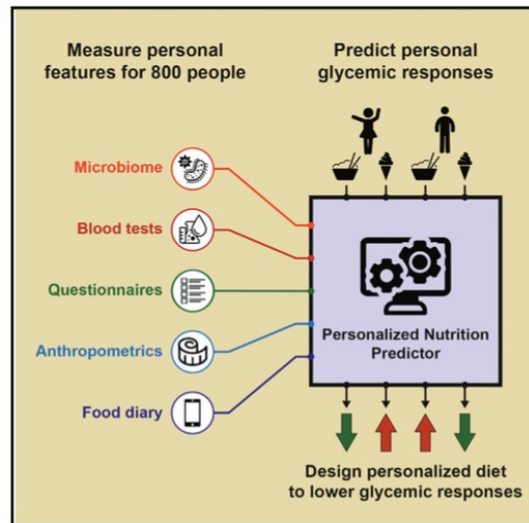 Measure personal
features for 800 people
Predict personal
glycemic responses
Microbiome
Blood tests
Questionnaires
Anthropometrics
Food diary
Personalized Nutrition
Predictor
Design personalized diet
to lower glycemic responses